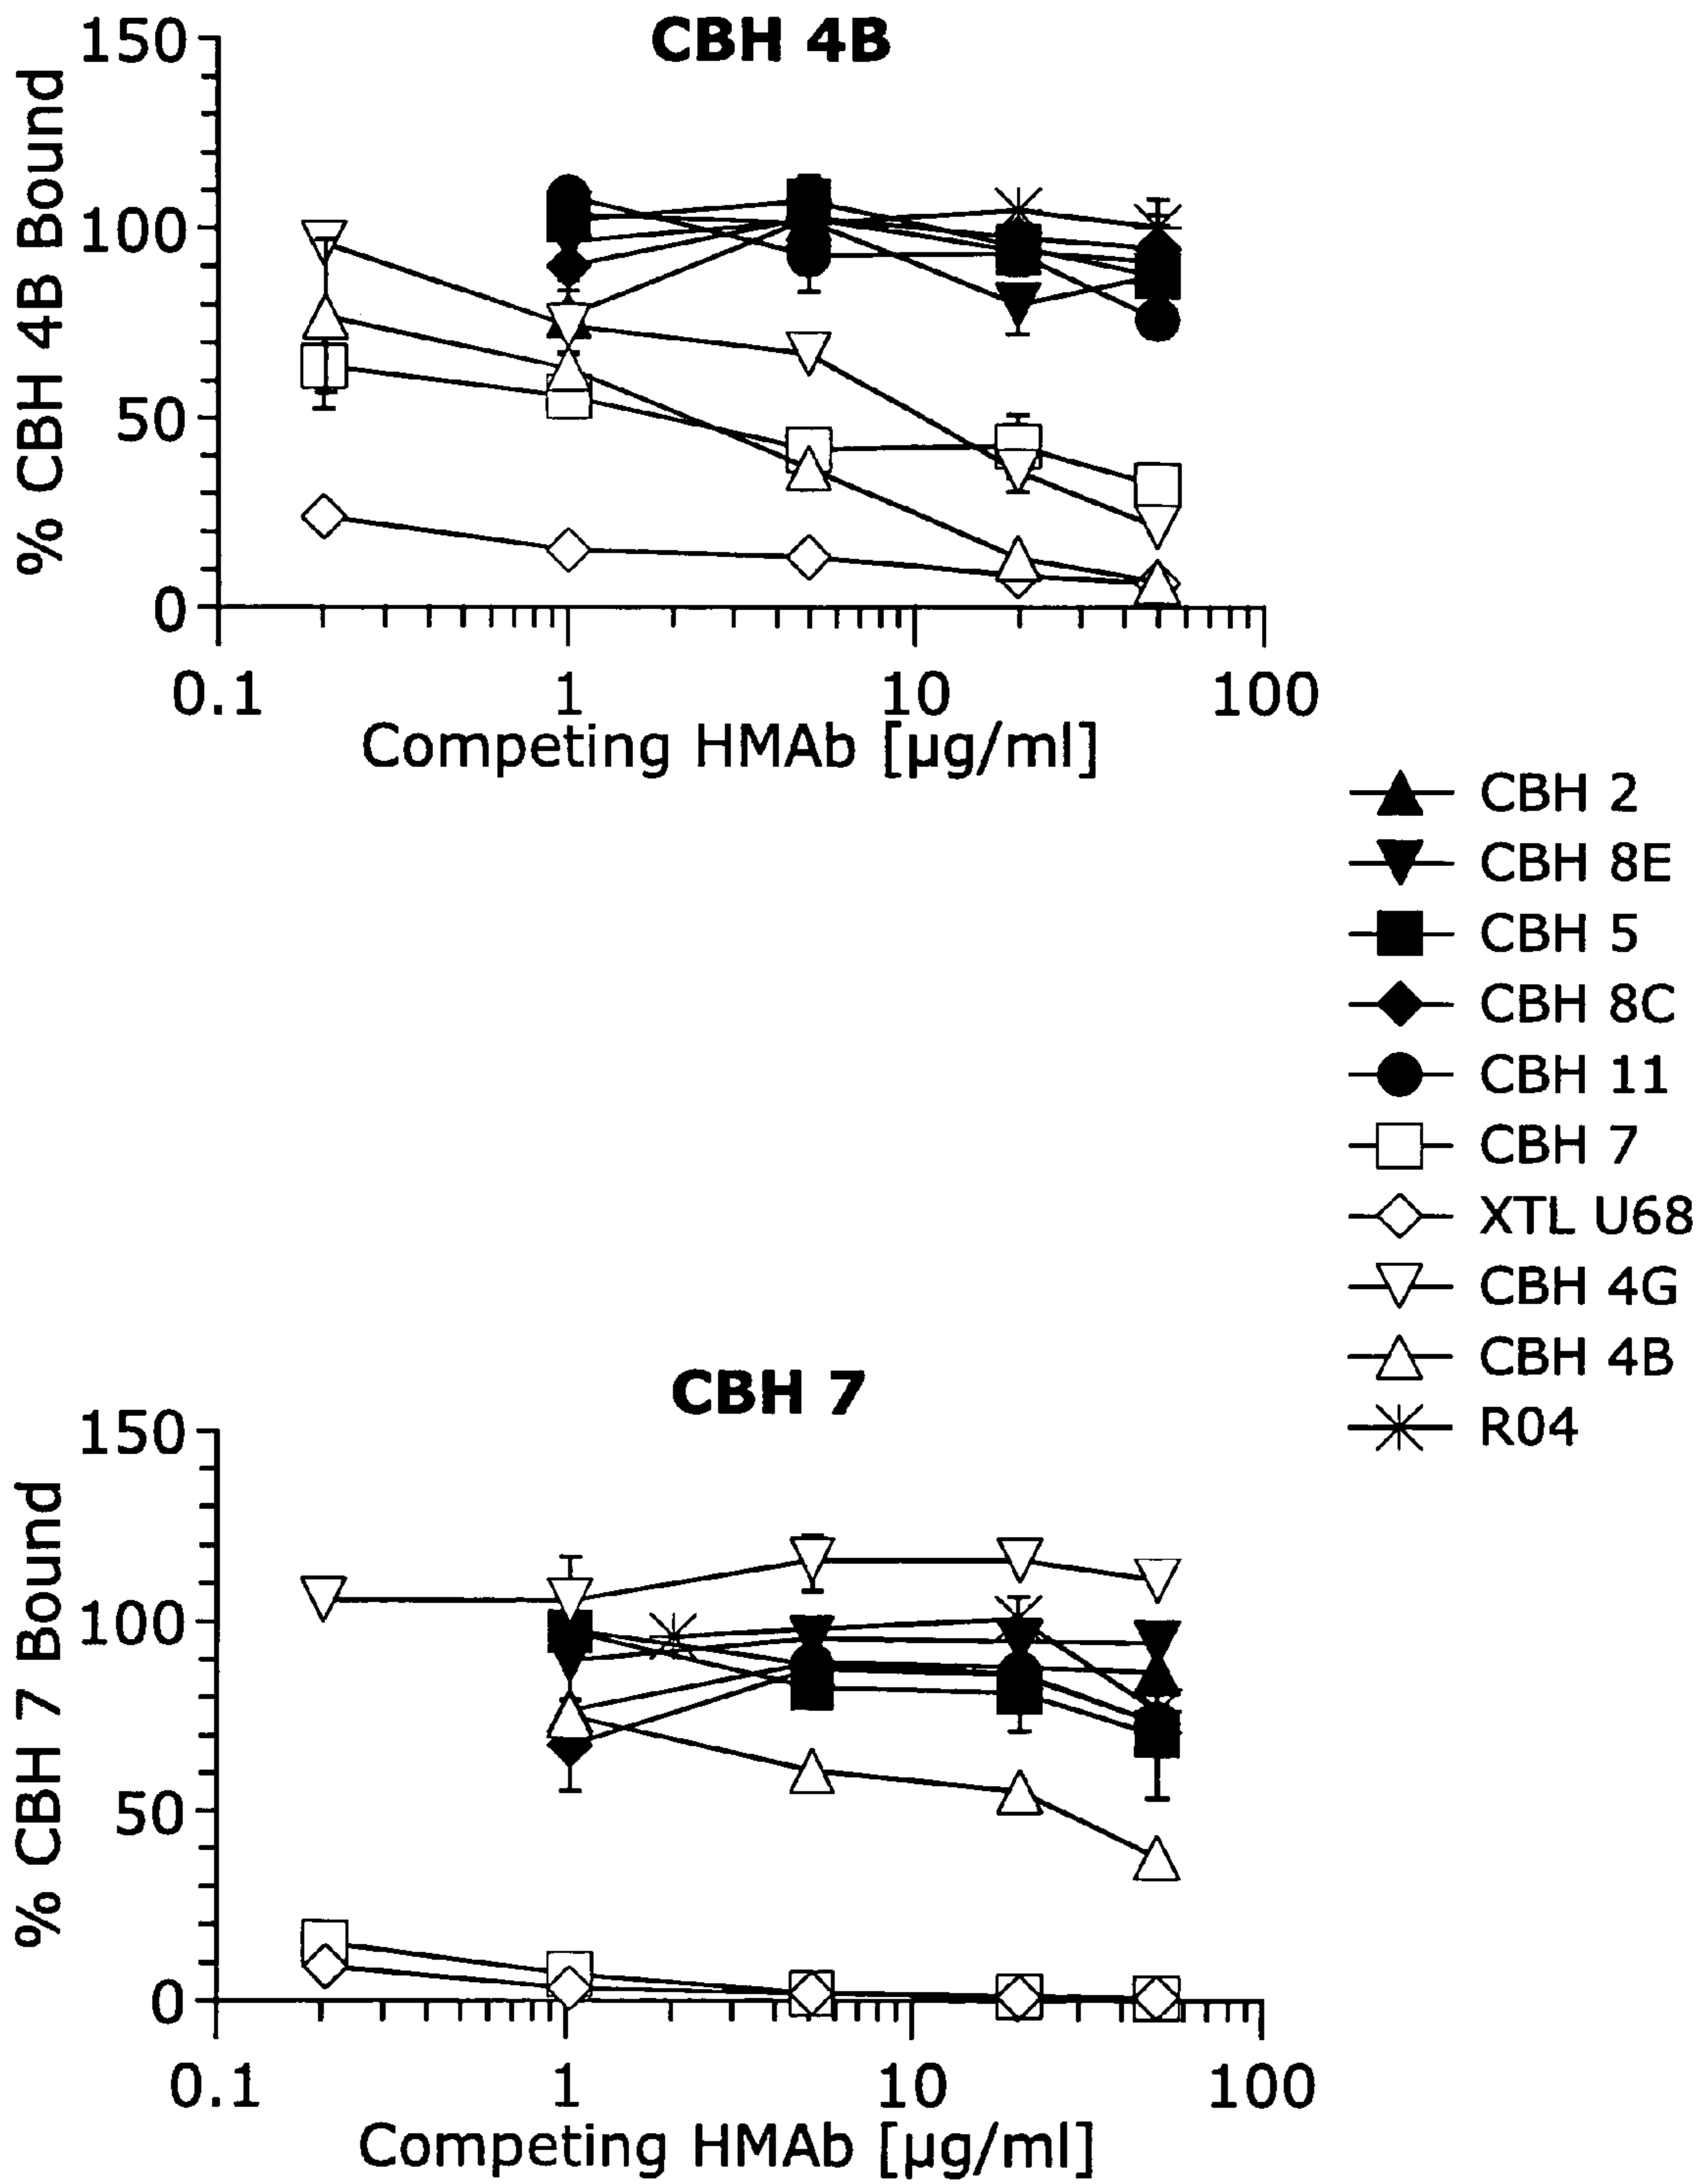 CBH 4B
% CBH 4B Bound
150
100
50
0
0.1 1 10 100
Competing HMAb [µg/ml]
CBH 2
CBH 8E
CBH 5
CBH 8C
CBH 11
CBH 7
XTL U68
CBH 4G
CBH 4B
R04
CBH 7
% CBH 7 Bound
150
100
50
0
0.1 1 10 100
Competing HMAb [µg/ml]